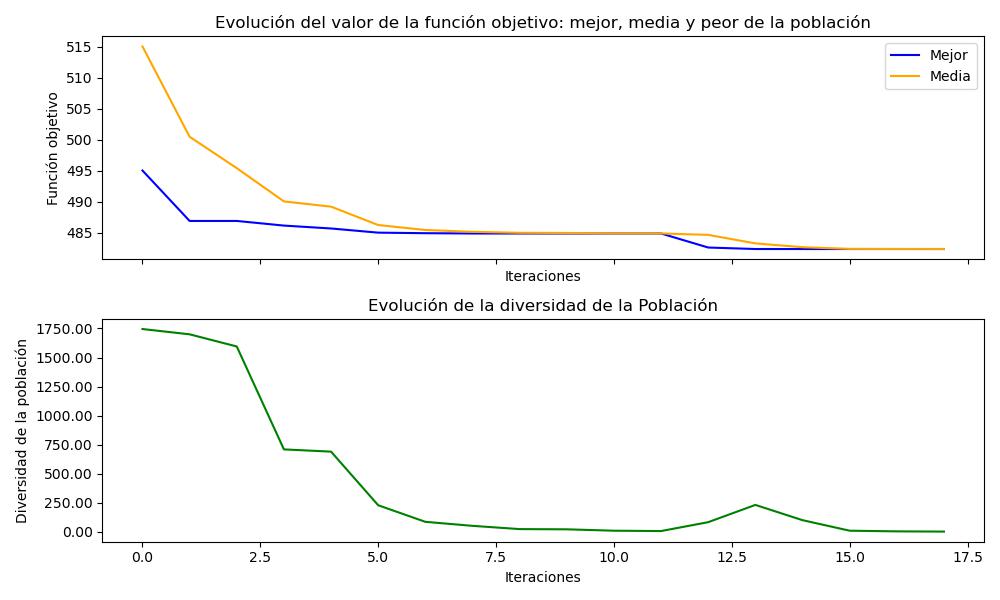 Evolución del valor de la función objetivo: mejor, media y peor de la población
515
510
505
500
495
490
485
Función objetivo
Mejor
Media
Iteraciones
Evolución de la diversidad de la Población
1750.00
1500.00
1250.00
1000.00
750.00
500.00
250.00
0.00
Diversidad de la población
0.0 2.5 5.0 7.5 10.0 12.5 15.0 17.5
Iteraciones